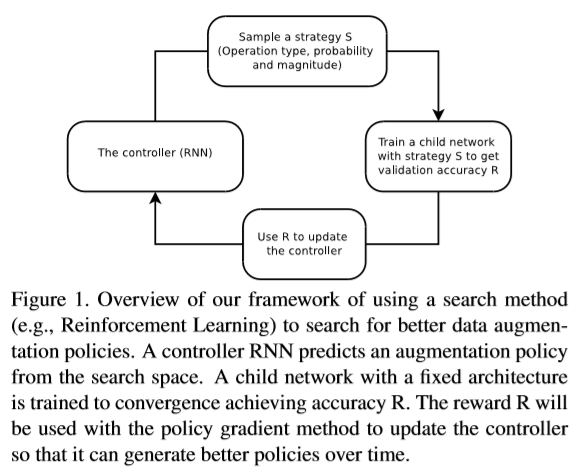 Sample a strategy S
(Operation type, probability
and magnitude)
The controller (RNN)
Train a child network
with strategy S to get
validation accuracy R
Use R to update
the controller
Figure 1. Overview of our framework of using a search method
(e.g., Reinforcement Learning) to search for better data augmen-
tation policies. A controller RNN predicts an augmentation policy
from the search space. A child network with a fixed architecture
is trained to convergence achieving accuracy R. The reward R will
be used with the policy gradient method to update the controller
so that it can generate better policies over time.